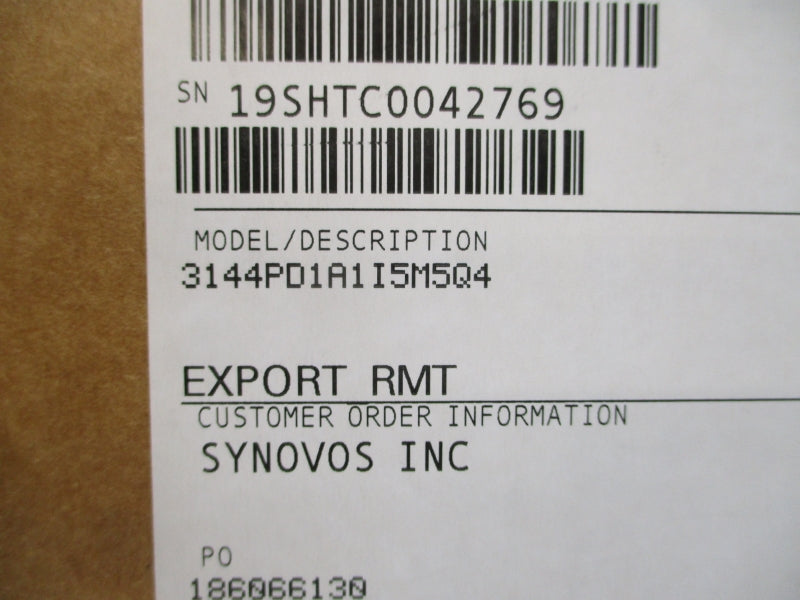 SN 19SHTC0042769
MODEL/DESCRIPTION
3144PD1A1I5M5Q4
EXPORT RMT
CUSTOMER ORDER INFORMATION
SYNOVOS INC
PO
186066130